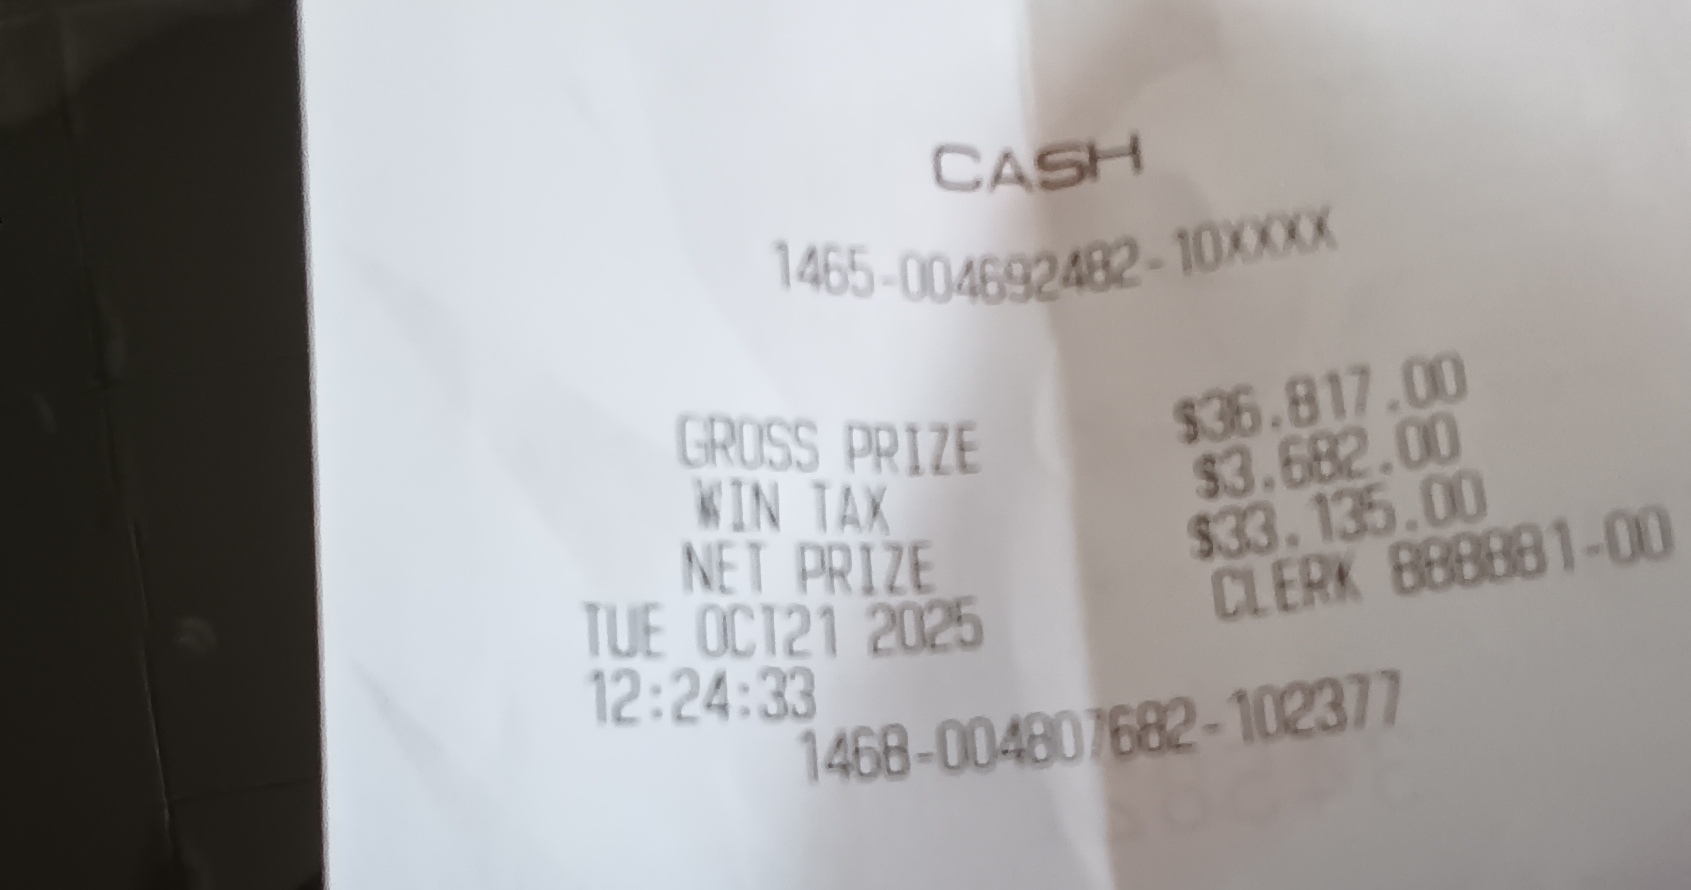 CASH
1465-004692482-10XXXX
GROSS PRIZE $36.817.00
WIN TAX $3.682.00
NET PRIZE $33.135.00
TUE OCT21 2025 CLERK 888881-00
12:24:33
1468-004807682-102377